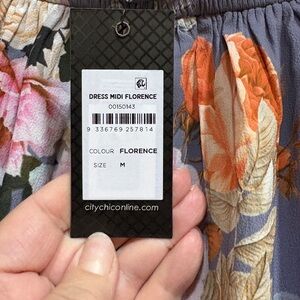 DRESS MIDI FLORENCE
00150143
9 336769 257814
COLOUR FLORENCE
SIZE M
citychiconline.com